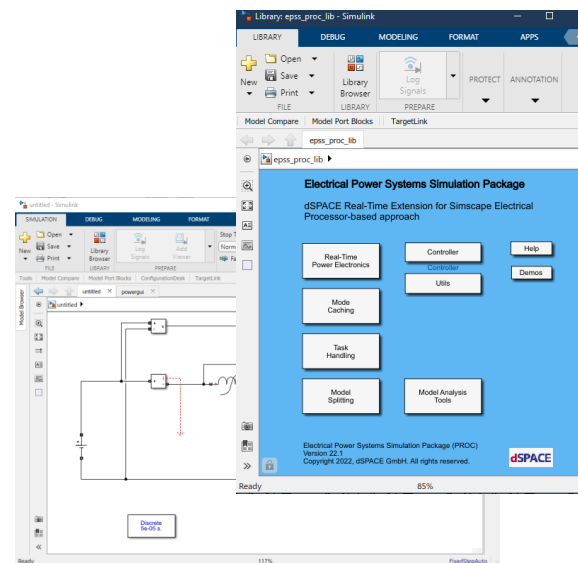 Library: epss_proc_lib - Simulink
LIBRARY DEBUG MODELING FORMAT APPS
New
Open
Save
Print
Library
Browser
Log
Signals
PROTECT
ANNOTATION
FILE LIBRARY PREPARE
Model Compare Model Port Blocks TargetLink
epss_proc_lib
epss_proc_lib
Electrical Power Systems Simulation Package
dSPACE Real-Time Extension for Simscape Electrical
Processor-based approach
Real-Time
Power Electronics
Controller
Controller
Help
Utils
Demos
Mode
Caching
Task
Handling
Model
Splitting
Model Analysis
Tools
Electrical Power Systems Simulation Package (PROC)
Version 22.1
Copyright 2022, dSPACE GmbH. All rights reserved.
dSPACE
Ready 85%
untitled - Simulink
SIMULATION DEBUG MODELING FORMAT
New
Open
Save
Print
Library
Browser
Log
Signals
Add
Viewer
Stop T
Norm
Fa
FILE LIBRARY PREPARE
Tools Model Compare Model Port Blocks ConfigurationDesk TargetLink
Model Browser
untitled powergui
untitled
Discrete
5e-05 s.
Ready 117% FixedStepAuto